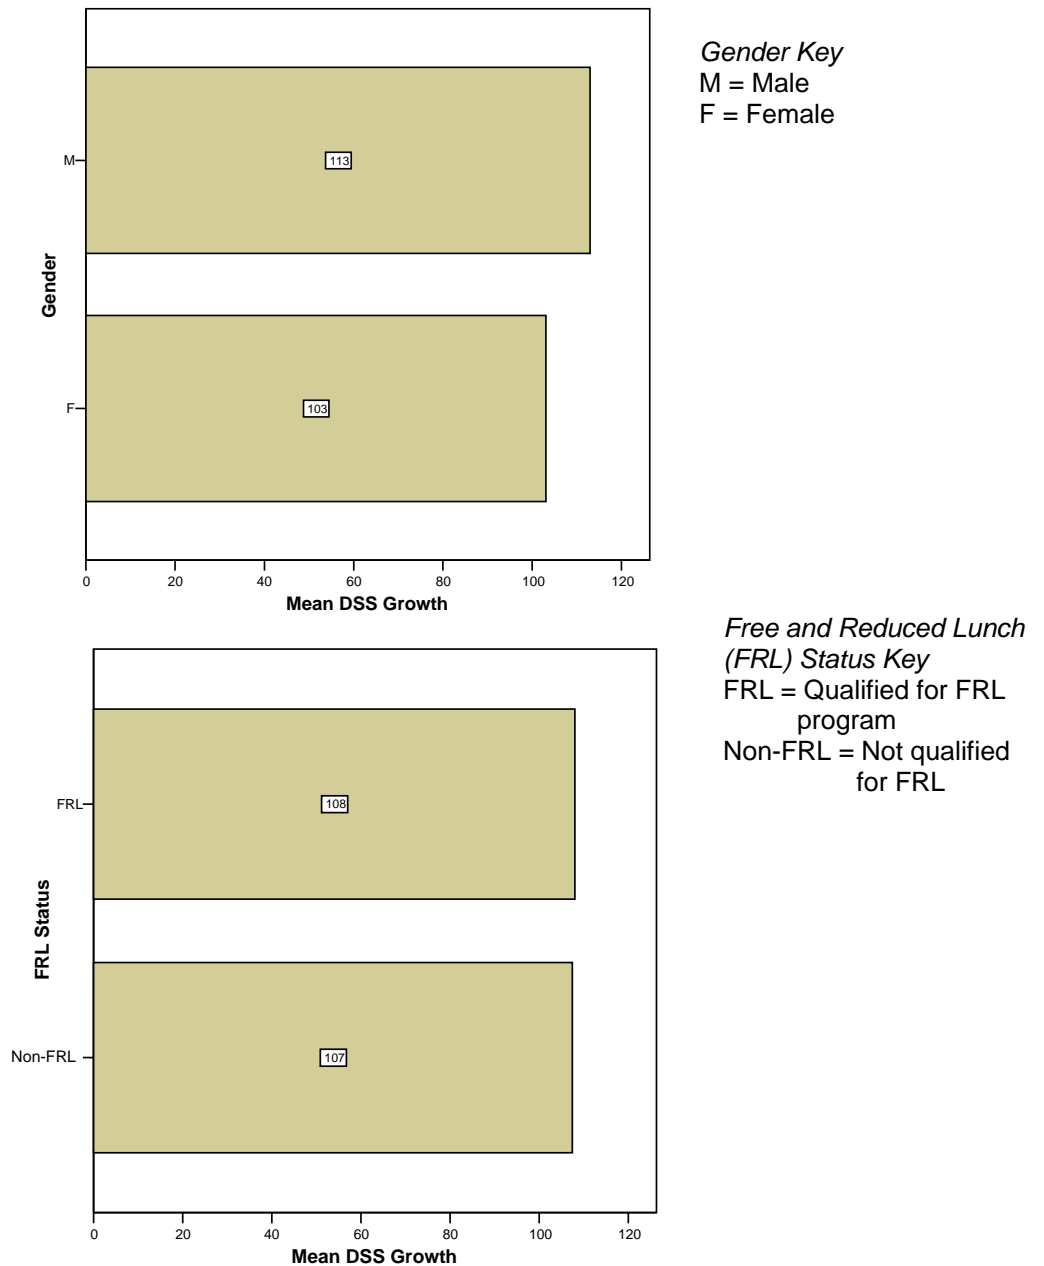 Gender Key
M = Male
F = Female
Gender
M
113
F
103
0 20 40 60 80 100 120
Mean DSS Growth
Free and Reduced Lunch
(FRL) Status Key
FRL = Qualified for FRL
program
Non-FRL = Not qualified
for FRL
FRL Status
FRL
108
Non-FRL
107
0 20 40 60 80 100 120
Mean DSS Growth